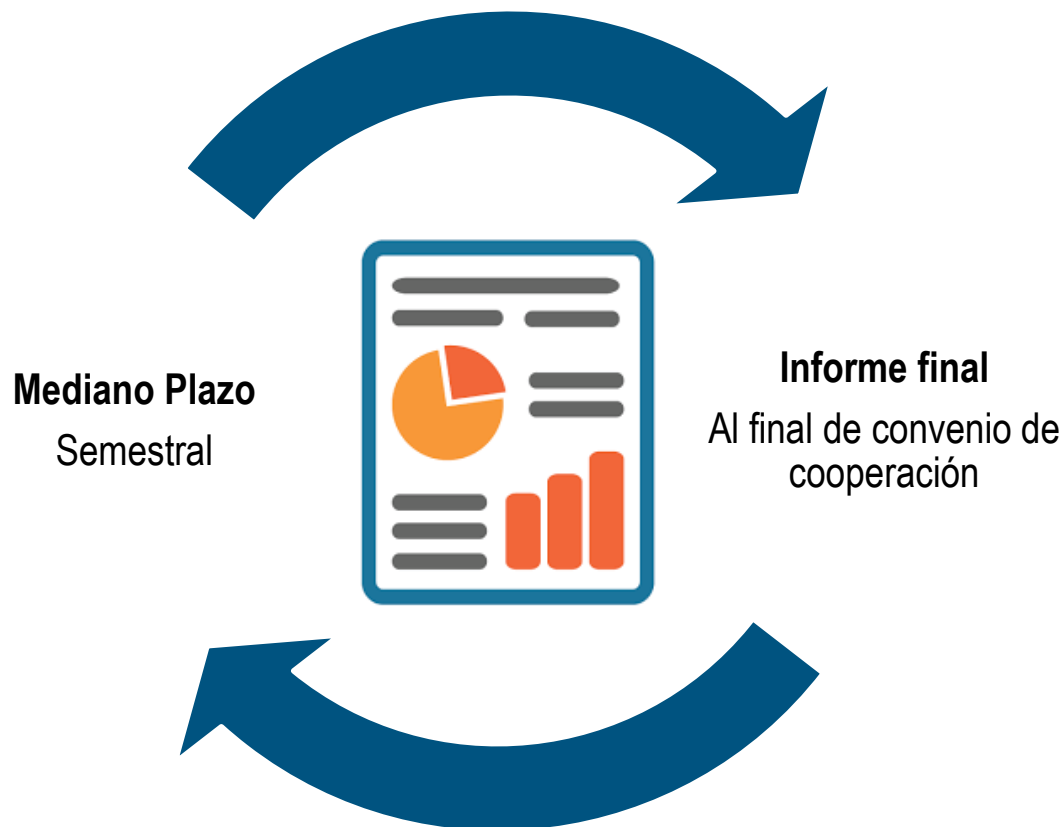 Mediano Plazo
Semestral
Informe final
Al final de convenio de
cooperación